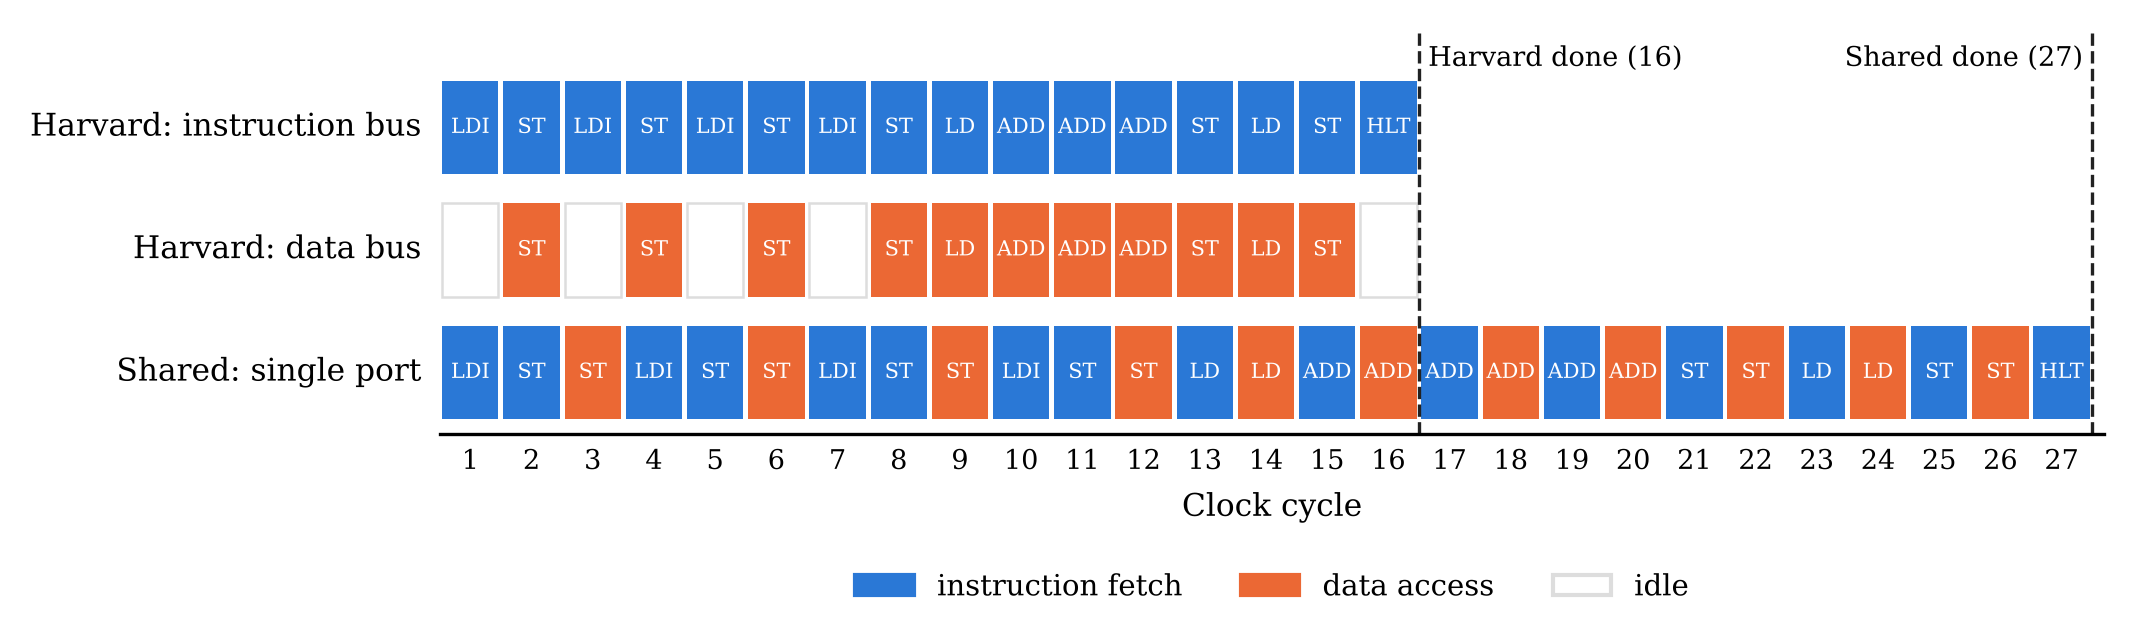 Harvard done (16) Shared done (27)
Harvard: instruction bus LDI ST LDI ST LDI ST LDI ST LD ADD ADD ADD ST LD ST HLT
Harvard: data bus ST ST ST ST LD ADD ADD ADD ST LD ST
Shared: single port LDI ST ST LDI ST ST LDI ST ST LDI ST ST LD LD ADD ADD ADD ADD ADD ADD ST ST LD LD ST ST HLT
1 2 3 4 5 6 7 8 9 10 11 12 13 14 15 16 17 18 19 20 21 22 23 24 25 26 27
Clock cycle
instruction fetch data access idle